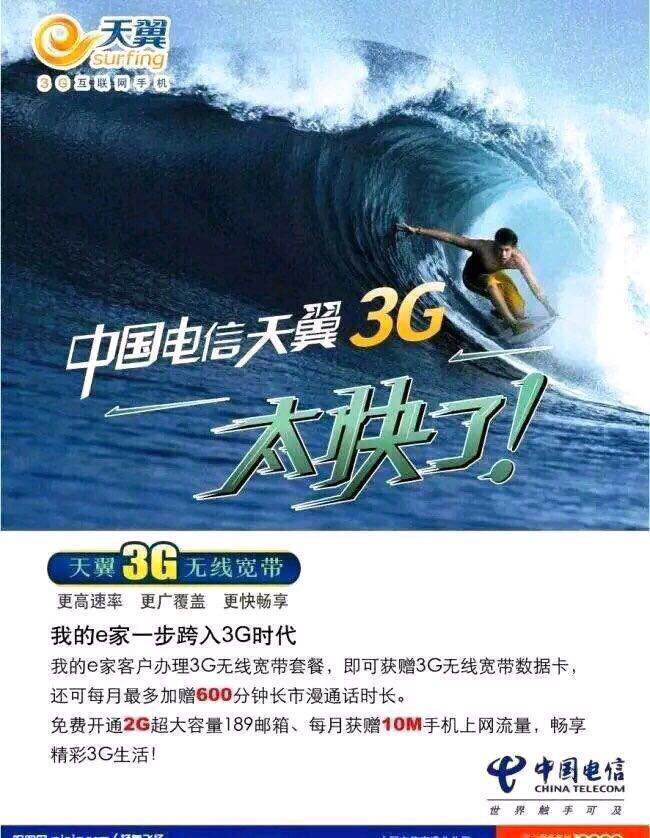 天翼
surfing
3G互联网手机
中国电信天翼3G
太快了!
天翼3G无线宽带
更高速率 更广覆盖 更快畅享
我的e家一步跨入3G时代
我的e家客户办理3G无线宽带套餐,即可获赠3G无线宽带数据卡,
还可每月最多加赠600分钟长市漫通话时长。
免费开通2G超大容量189邮箱、每月获赠10M手机上网流量,畅享
精彩3G生活!
中国电信
CHINA TELECOM
世界触手可及